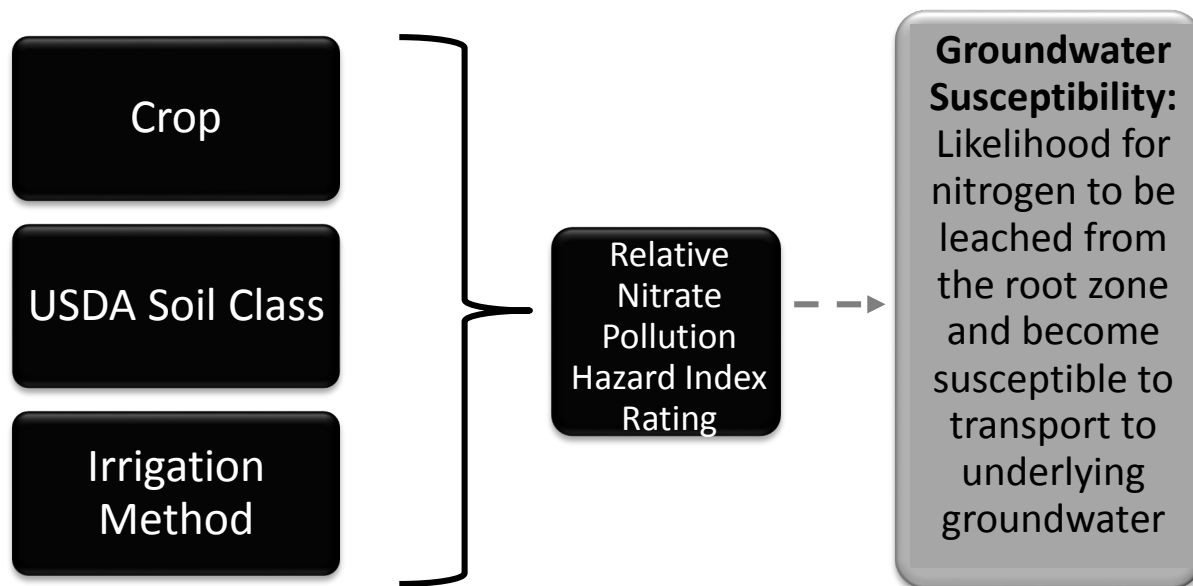 Crop
USDA Soil Class
Irrigation
Method
Relative
Nitrate
Pollution
Hazard Index
Rating
Groundwater
Susceptibility:
Likelihood for
nitrogen to be
leached from
the root zone
and become
susceptible to
transport to
underlying
groundwater